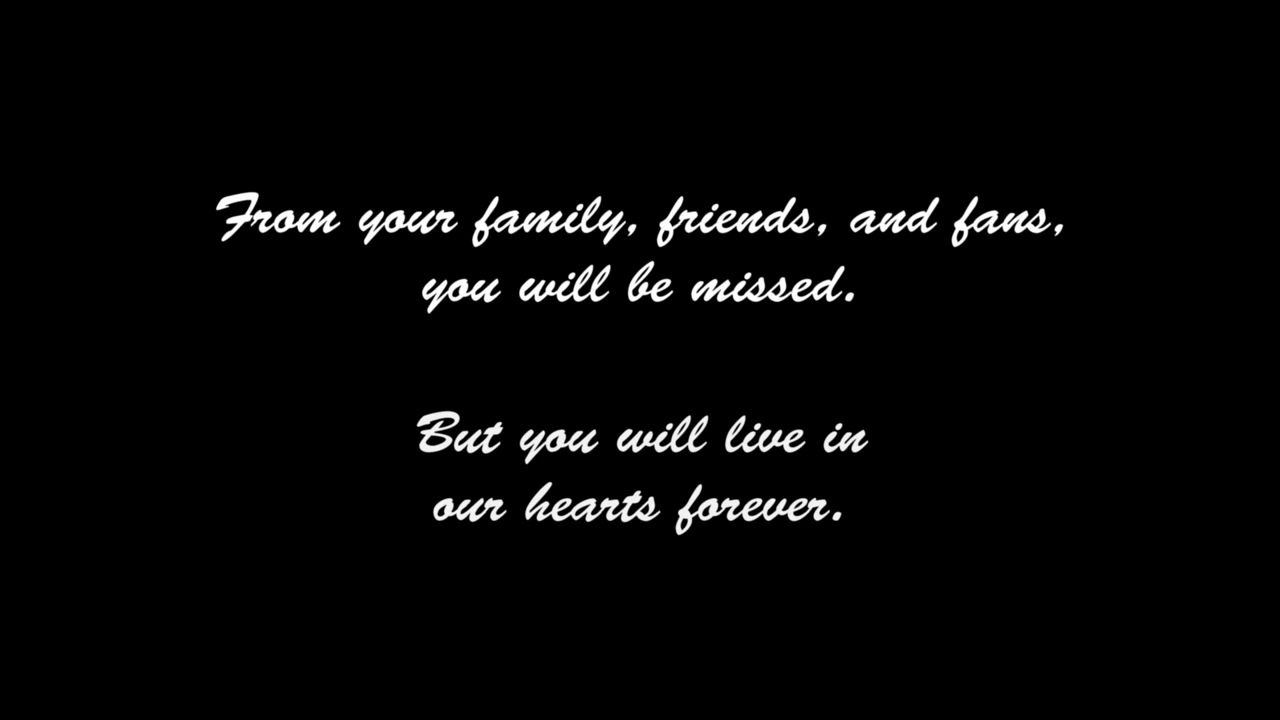 From your family, friends, and fans,
you will be missed.
But you will live in
our hearts forever.